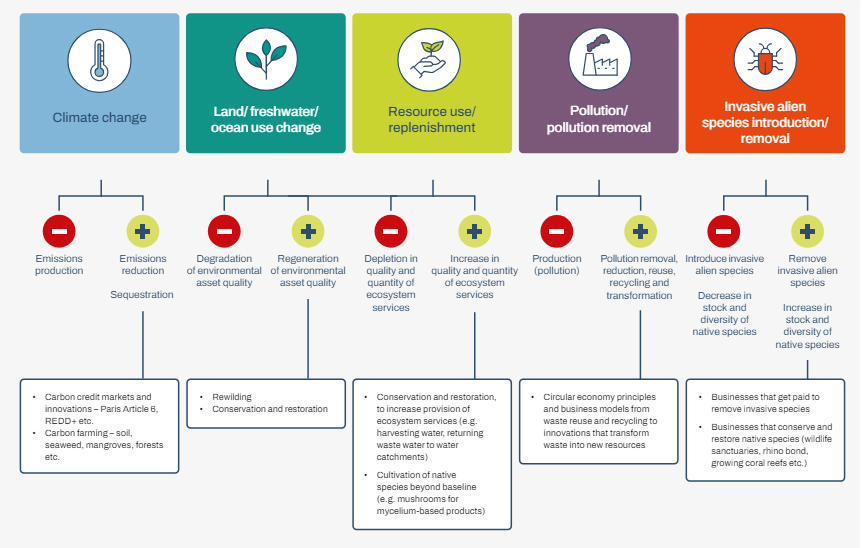 Climate change
Land/ freshwater/
ocean use change
Resource use/
replenishment
Pollution/
pollution removal
Invasive alien
species introduction/
removal
Emissions
production
Emissions
reduction
Sequestration
Degradation
of environmental
asset quality
Regeneration
of environmental
asset quality
Depletion in
quality and
quantity of
ecosystem
services
Increase in
quality and quantity
of ecosystem
services
Production
(pollution)
Pollution removal,
reduction, reuse,
recycling and
transformation
Introduce invasive
alien species
Decrease in
stock and
diversity of
native species
Remove
invasive alien
species
Increase in
stock and
diversity of
native species
• Carbon credit markets and
innovations – Paris Article 6,
REDD+ etc.
• Carbon farming – soil,
seaweed, mangroves, forests
etc.
• Rewilding
• Conservation and restoration
• Conservation and restoration,
to increase provision of
ecosystem services (e.g.
harvesting water, returning
waste water to water
catchments)
• Cultivation of native
species beyond baseline
(e.g. mushrooms for
mycelium-based products)
• Circular economy principles
and business models from
waste reuse and recycling to
innovations that transform
waste into new resources
• Businesses that get paid to
remove invasive species
• Businesses that conserve and
restore native species (wildlife
sanctuaries, rhino bond,
growing coral reefs etc.)